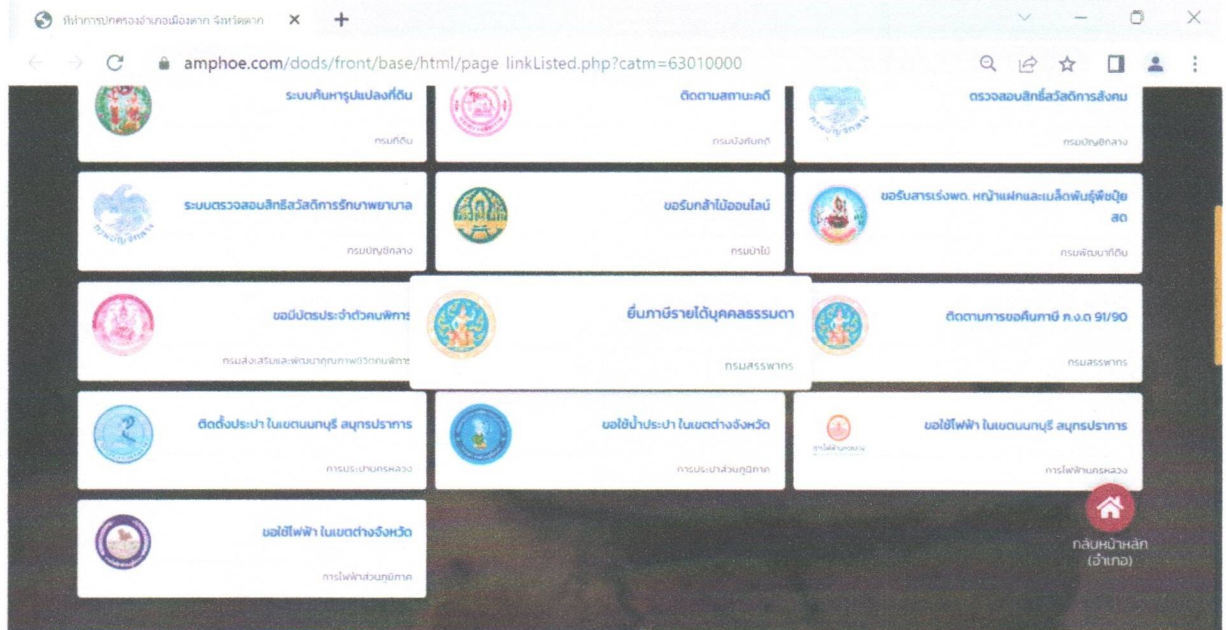 ที่ทำการปกครองอำเภอเมืองตาก จังหวัดตาก
amphoe.com/dods/front/base/html/page_linkListed.php?catm=63010000
ระบบค้นหารูปแปลงที่ดิน
กรมที่ดิน
ติดตามสถานะคดี
กรมบังคับคดี
ตรวจสอบสิทธิ์สวัสดิการสังคม
กรมบัญชีกลาง
ระบบตรวจสอบสิทธิสวัสดิการรักษาพยาบาล
กรมบัญชีกลาง
ขอรับกล้าไม้ออนไลน์
กรมป่าไม้
ขอรับสารเร่งพด. หญ้าแฝกและเมล็ดพันธุ์พืชปุ๋ย
สด
กรมพัฒนาที่ดิน
ขอมีบัตรประจำตัวคนพิการ
กรมส่งเสริมและพัฒนาคุณภาพชีวิตคนพิการ
ยื่นภาษีรายได้บุคคลธรรมดา
กรมสรรพากร
ติดตามการขอคืนภาษี ภ.ง.ด 91/90
กรมสรรพากร
ติดตั้งประปา ในเขตนนทบุรี สมุทรปราการ
การประปานครหลวง
ขอใช้น้ำประปา ในเขตต่างจังหวัด
การประปาส่วนภูมิภาค
ขอใช้ไฟฟ้า ในเขตนนทบุรี สมุทรปราการ
การไฟฟ้านครหลวง
การไฟฟ้านครหลวง
ขอใช้ไฟฟ้า ในเขตต่างจังหวัด
การไฟฟ้าส่วนภูมิภาค
กลับหน้าหลัก
(อำเภอ)